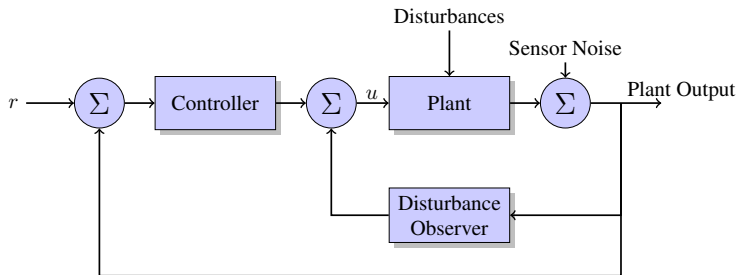 Disturbances
Sensor Noise
r
Σ
Controller
Σ
u
Plant
Σ
Plant Output
Disturbance
Observer